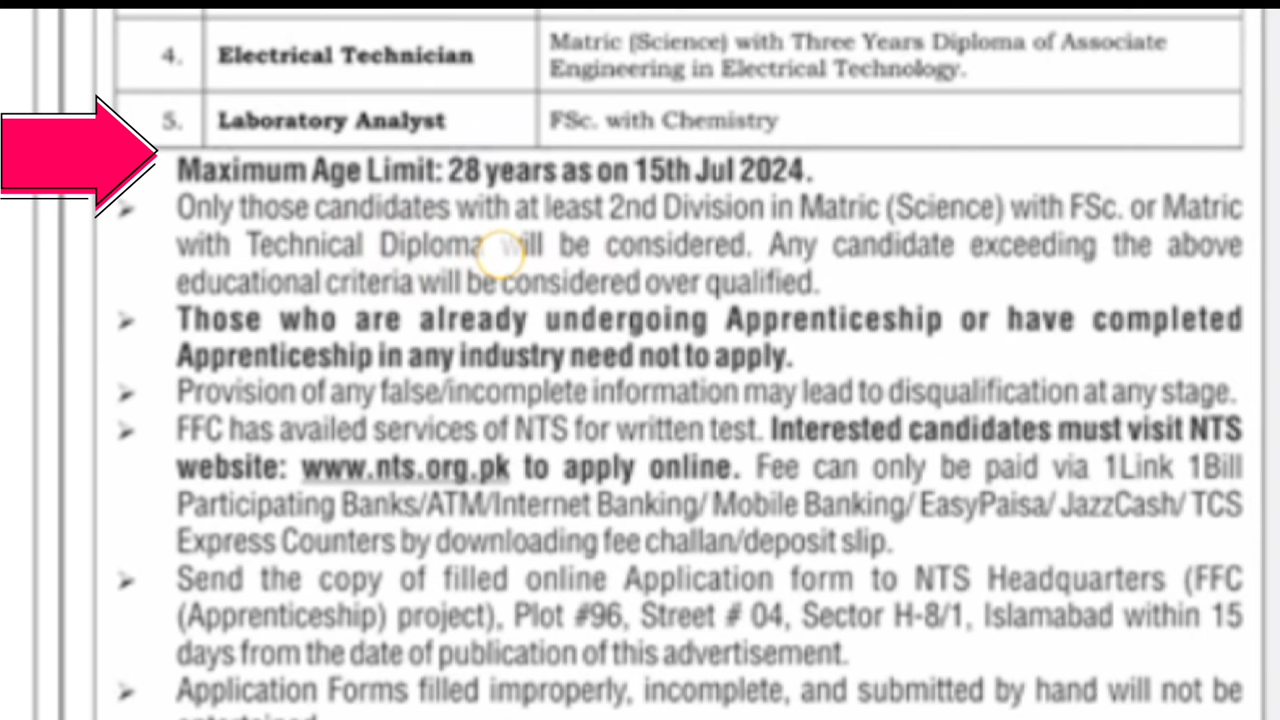 4. Electrical Technician Matric (Science) with Three Years Diploma of Associate
Engineering in Electrical Technology.
5. Laboratory Analyst FSc. with Chemistry
Maximum Age Limit: 28 years as on 15th Jul 2024.
Only those candidates with at least 2nd Division in Matric (Science) with FSc. or Matric
with Technical Diploma will be considered. Any candidate exceeding the above
educational criteria will be considered over qualified.
Those who are already undergoing Apprenticeship or have completed
Apprenticeship in any industry need not to apply.
Provision of any false/incomplete information may lead to disqualification at any stage.
FFC has availed services of NTS for written test. Interested candidates must visit NTS
website: www.nts.org.pk to apply online. Fee can only be paid via 1Link 1Bill
Participating Banks/ATM/Internet Banking/ Mobile Banking/ EasyPaisa/ JazzCash/ TCS
Express Counters by downloading fee challan/deposit slip.
Send the copy of filled online Application form to NTS Headquarters (FFC
(Apprenticeship) project), Plot #96, Street # 04, Sector H-8/1, Islamabad within 15
days from the date of publication of this advertisement.
Application Forms filled improperly, incomplete, and submitted by hand will not be